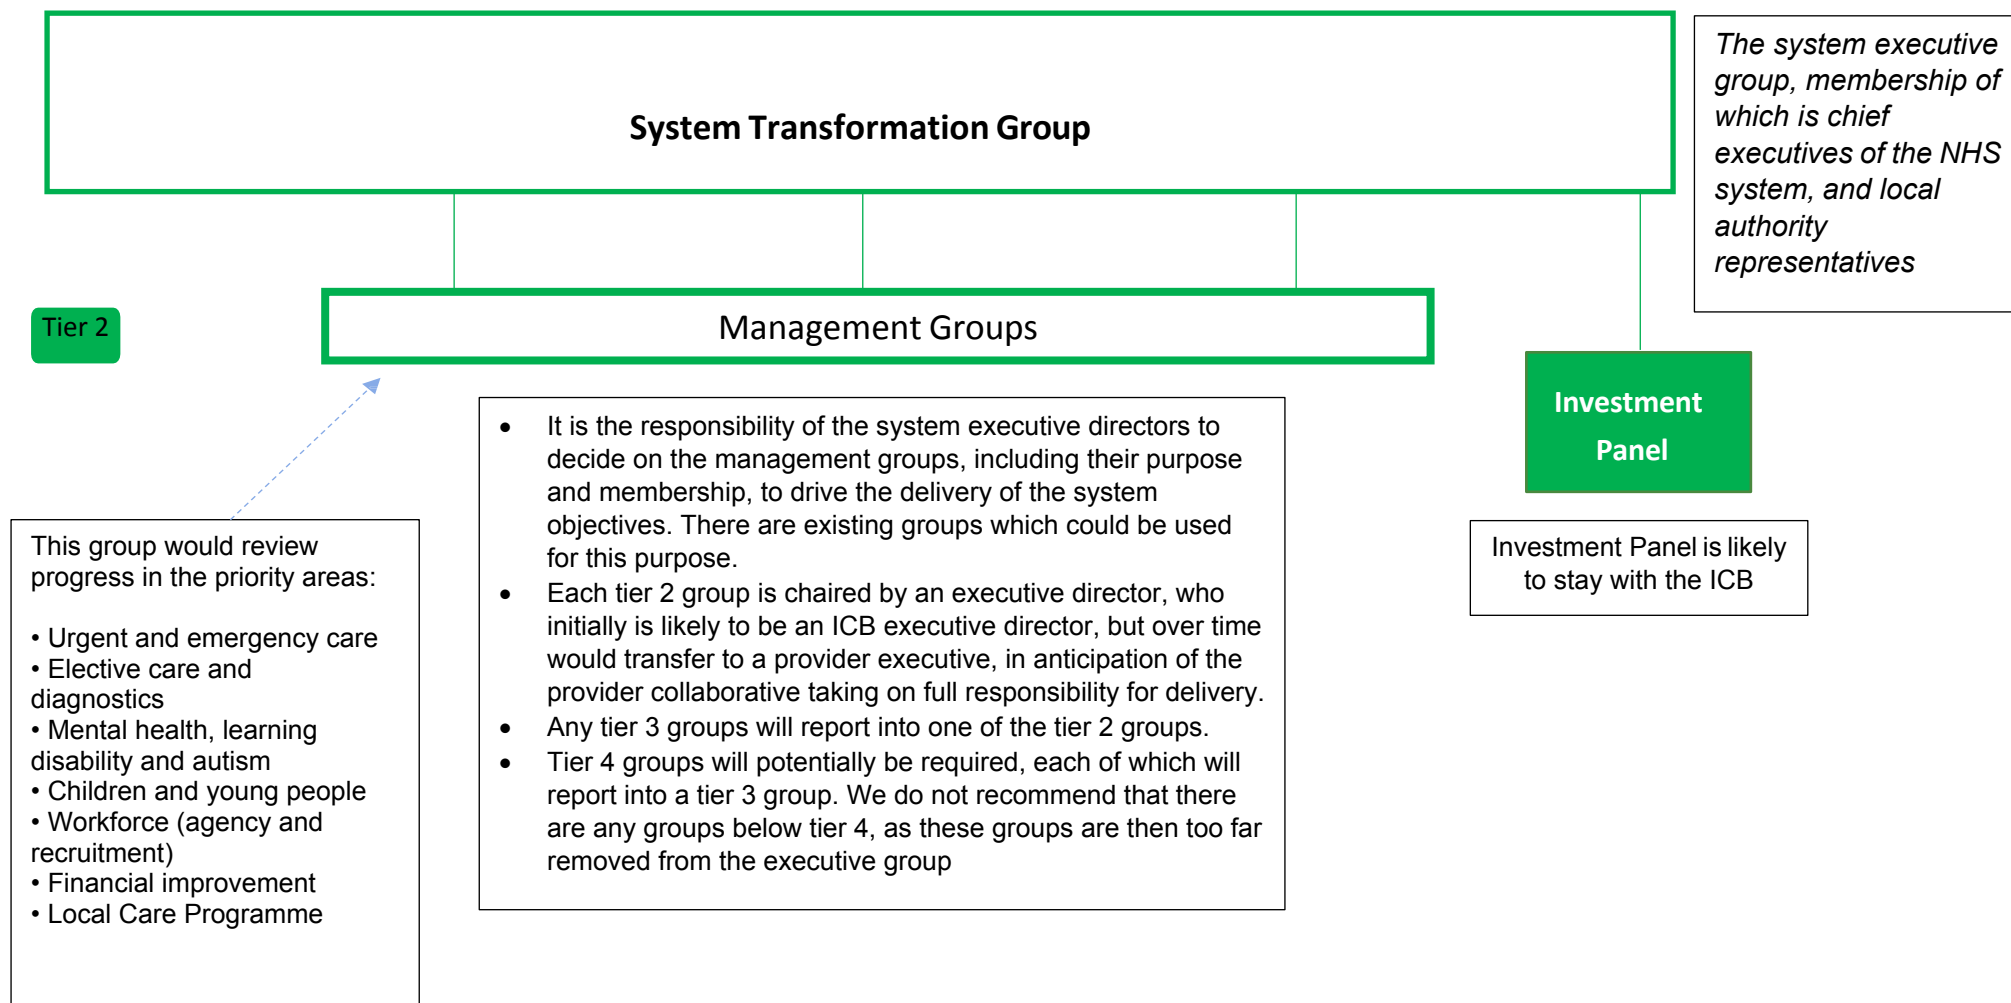 System Transformation Group
The system executive
group, membership of
which is chief
executives of the NHS
system, and local
authority
representatives
Tier 2
Management Groups
Investment
Panel
Investment Panel is likely
to stay with the ICB
• It is the responsibility of the system executive directors to
decide on the management groups, including their purpose
and membership, to drive the delivery of the system
objectives. There are existing groups which could be used
for this purpose.
• Each tier 2 group is chaired by an executive director, who
initially is likely to be an ICB executive director, but over time
would transfer to a provider executive, in anticipation of the
provider collaborative taking on full responsibility for delivery.
• Any tier 3 groups will report into one of the tier 2 groups.
• Tier 4 groups will potentially be required, each of which will
report into a tier 3 group. We do not recommend that there
are any groups below tier 4, as these groups are then too far
removed from the executive group
This group would review
progress in the priority areas:
• Urgent and emergency care
• Elective care and
diagnostics
• Mental health, learning
disability and autism
• Children and young people
• Workforce (agency and
recruitment)
• Financial improvement
• Local Care Programme